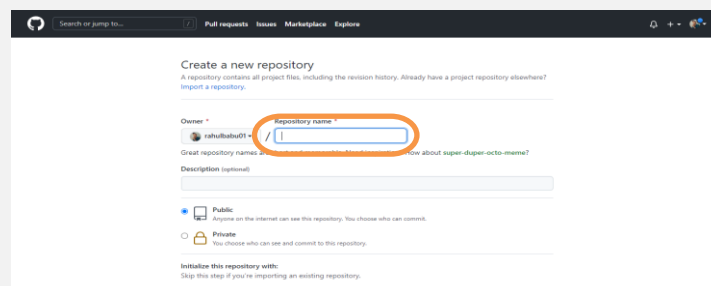 Search or jump to... /
Pull requests Issues Marketplace Explore
Create a new repository
A repository contains all project files, including the revision history. Already have a project repository elsewhere?
Import a repository.
Owner * Repository name *
rahulbabu01 /
Great repository names are How about super-duper-octo-meme?
Description (optional)
Public
Anyone on the internet can see this repository. You choose who can commit.
Private
You choose who can see and commit to this repository.
Initialize this repository with:
Skip this step if you're importing an existing repository.